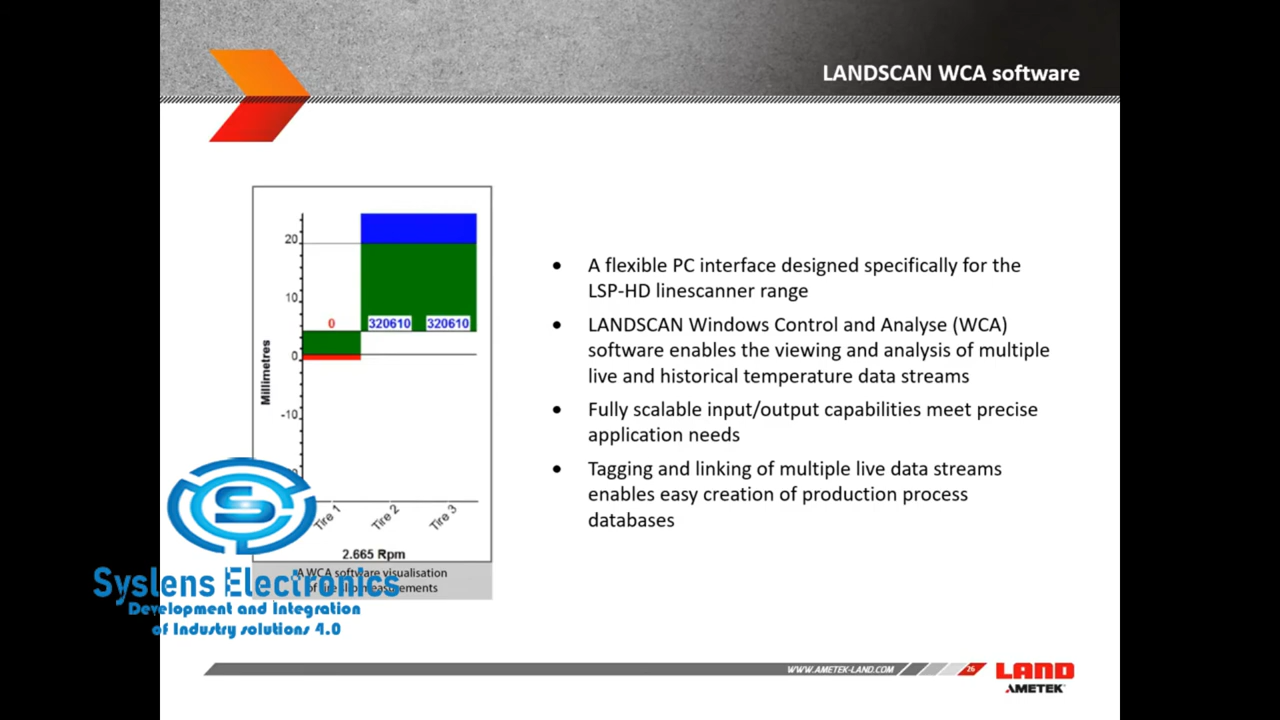 LANDSCAN WCA software
20
10
0
-10
Millimetres
0
320610
320610
Tire 1
Tire 2
Tire 3
2.665 Rpm
A WCA software visualisation
measurements
A flexible PC interface designed specifically for the
LSP-HD linescanner range
LANDSCAN Windows Control and Analyse (WCA)
software enables the viewing and analysis of multiple
live and historical temperature data streams
Fully scalable input/output capabilities meet precise
application needs
Tagging and linking of multiple live data streams
enables easy creation of production process
databases
S
Syslens Electronics
Development and Integration
of Industry solutions 4.0
WWW.AMETEK-LAND.COM
26
LAND
AMETEK